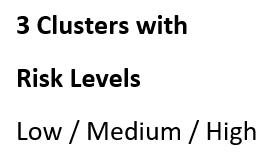 3 Clusters with
Risk Levels
Low / Medium / High